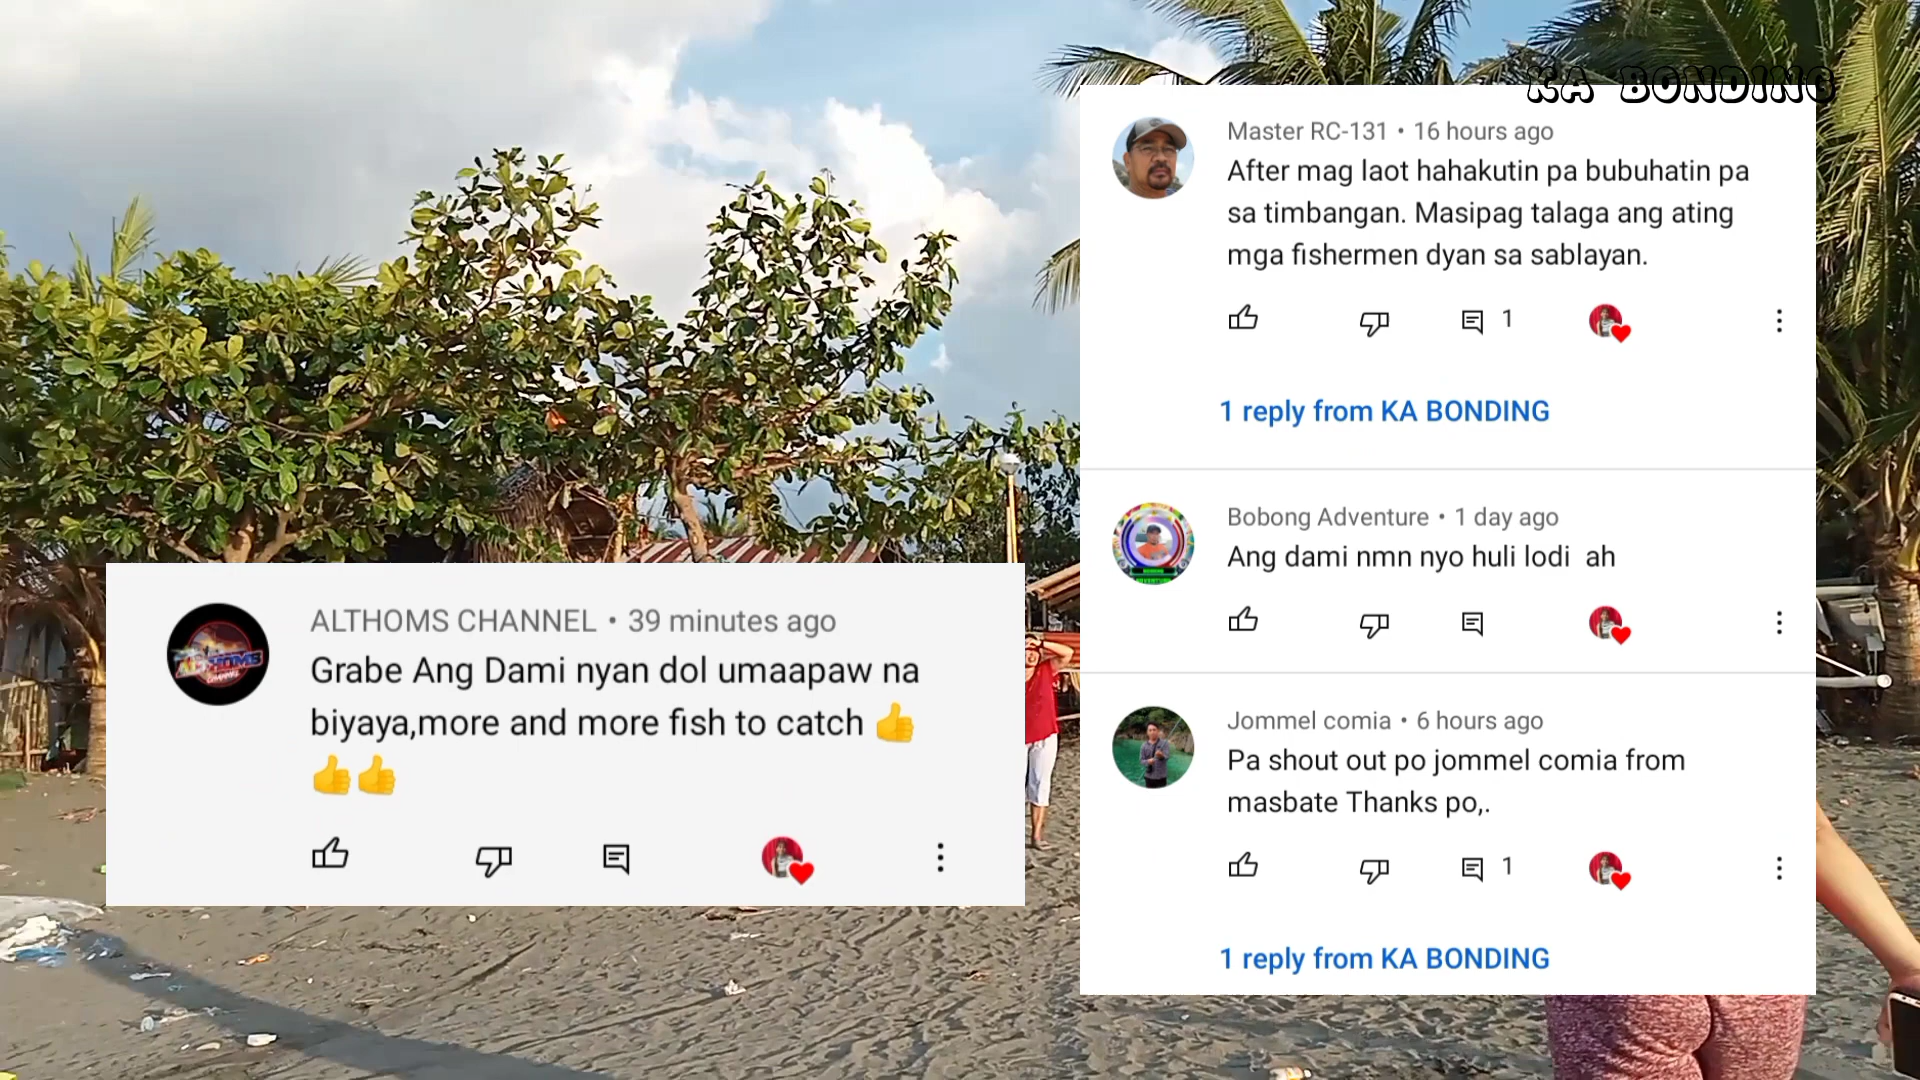 KA BONDING
Master RC-131 • 16 hours ago
After mag laot hahakutin pa bubuhatin pa
sa timbangan. Masipag talaga ang ating
mga fishermen dyan sa sablayan.
1
1 reply from KA BONDING
Bobong Adventure • 1 day ago
Ang dami nmn nyo huli lodi  ah
Jommel comia • 6 hours ago
Pa shout out po jommel comia from
masbate Thanks po,.
1
1 reply from KA BONDING
ALTHOMS CHANNEL • 39 minutes ago
Grabe Ang Dami nyan dol umaapaw na
biyaya,more and more fish to catch 👍
👍👍
ALTHOMS